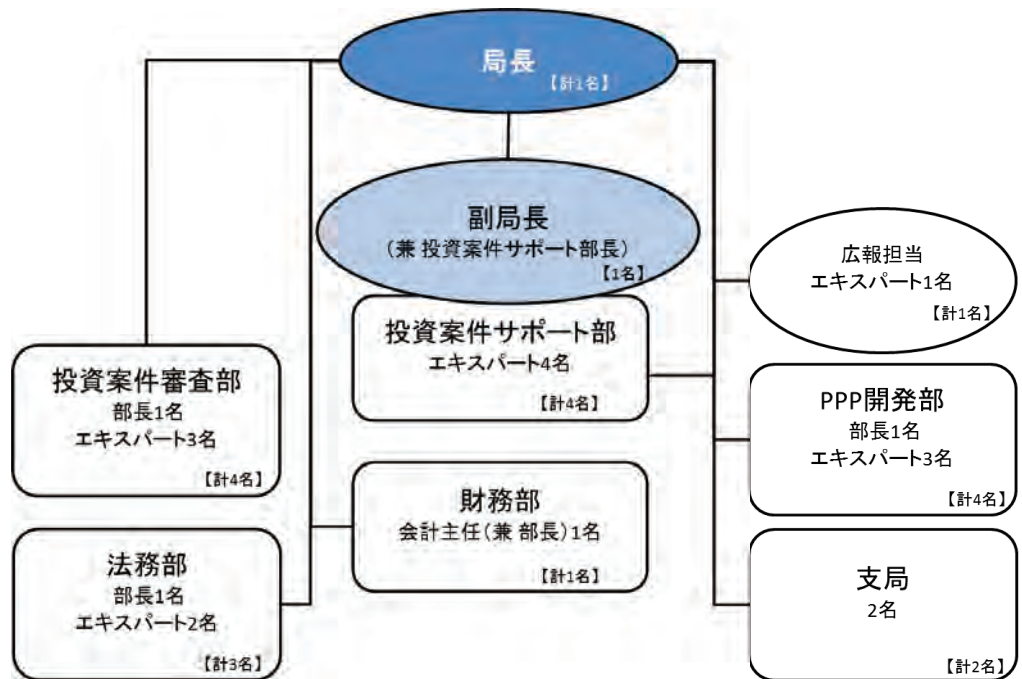 局長
【計1名】
副局長
(兼 投資案件サポート部長)
【1名】
広報担当
エキスパート1名
【計1名】
投資案件サポート部
エキスパート4名
【計4名】
投資案件審査部
部長1名
エキスパート3名
【計4名】
PPP開発部
部長1名
エキスパート3名
【計4名】
財務部
会計主任(兼 部長)1名
【計1名】
法務部
部長1名
エキスパート2名
【計3名】
支局
2名
【計2名】